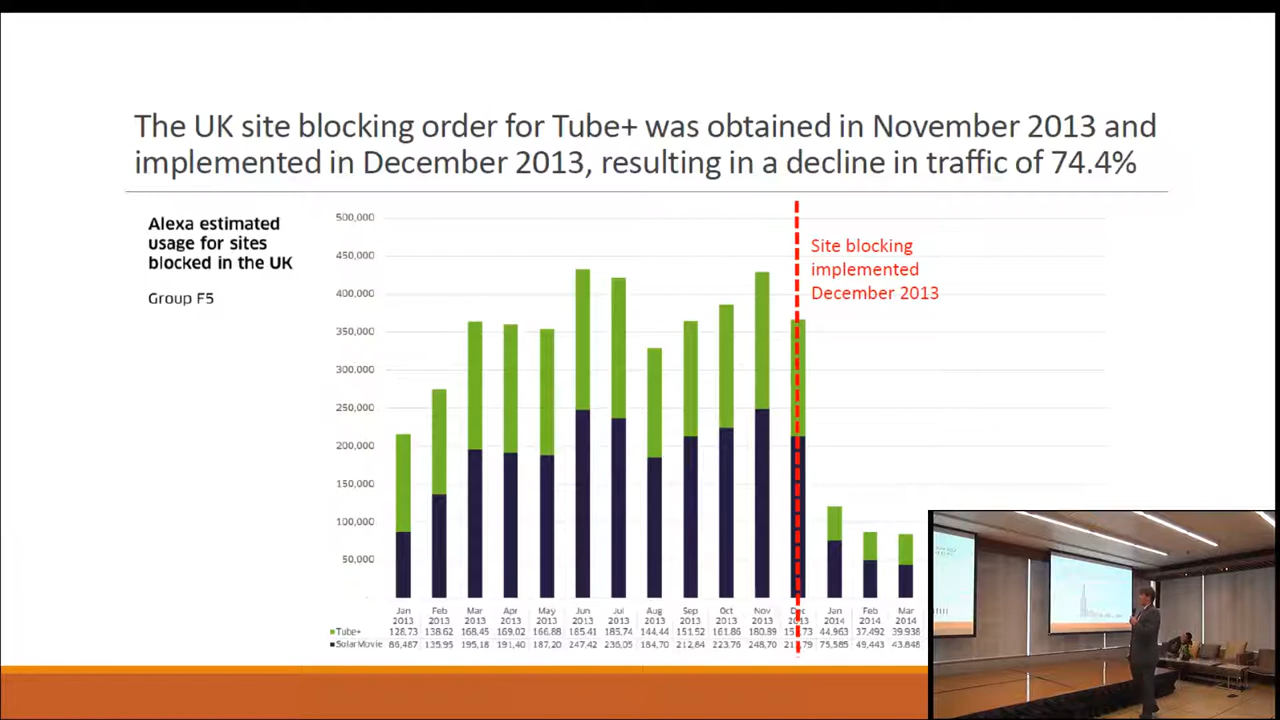 The UK site blocking order for Tube+ was obtained in November 2013 and
implemented in December 2013, resulting in a decline in traffic of 74.4%
Alexa estimated
usage for sites
blocked in the UK
Group F5
500,000
450,000
400,000
350,000
300,000
250,000
200,000
150,000
100,000
50,000
Site blocking
implemented
December 2013
Jan Feb Mar Apr May Jun Jul Aug Sep Oct Nov Dec Jan Feb Mar
2013 2013 2013 2013 2013 2013 2013 2013 2013 2013 2013 2013 2014 2014 2014
Tube+ 128,73 138,62 168,45 169,02 166,88 185,41 185,74 144,44 151,52 161,86 180,89 44,963 37,492 39,938
SolarMovie 86,487 135,95 195,18 191,40 187,20 247,42 236,05 184,70 212,84 223,76 248,70 75,585 49,443 43,848